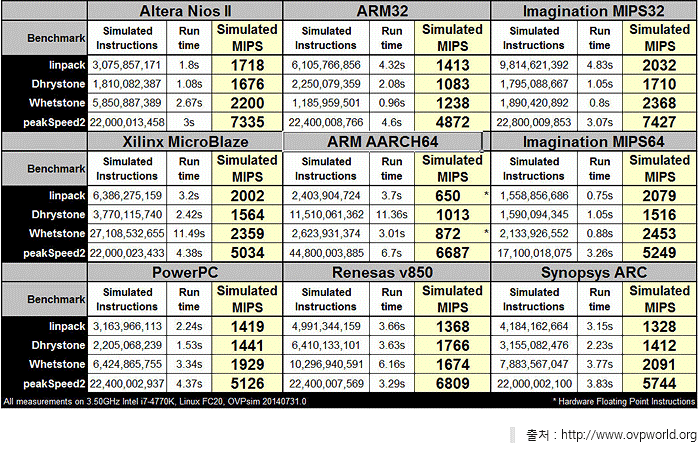 Altera Nios II ARM32 Imagination MIPS32
Benchmark Simulated Instructions Run time Simulated MIPS Simulated Instructions Run time Simulated MIPS Simulated Instructions Run time Simulated MIPS
linpack 3,075,857,171 1.8s 1718 6,105,766,856 4.32s 1413 9,814,621,392 4.83s 2032
Dhrystone 1,810,082,387 1.08s 1676 2,250,079,359 2.08s 1083 1,795,088,667 1.05s 1710
Whetstone 5,850,887,389 2.67s 2200 1,185,959,501 0.96s 1238 1,890,420,892 0.8s 2368
peakSpeed2 22,000,013,458 3s 7335 22,400,008,766 4.6s 4872 22,800,009,853 3.07s 7427
Xilinx MicroBlaze ARM AARCH64 Imagination MIPS64
Benchmark Simulated Instructions Run time Simulated MIPS Simulated Instructions Run time Simulated MIPS Simulated Instructions Run time Simulated MIPS
linpack 6,386,275,159 3.2s 2002 2,403,904,724 3.7s 650 * 1,558,856,686 0.75s 2079
Dhrystone 3,770,115,740 2.42s 1564 11,510,061,362 11.36s 1013 1,590,094,345 1.05s 1516
Whetstone 27,108,532,655 11.49s 2359 2,623,931,374 3.01s 872 * 2,133,926,552 0.88s 2453
peakSpeed2 22,000,023,433 4.38s 5034 44,800,003,885 6.7s 6687 17,100,018,075 3.26s 5249
PowerPC Renesas v850 Synopsys ARC
Benchmark Simulated Instructions Run time Simulated MIPS Simulated Instructions Run time Simulated MIPS Simulated Instructions Run time Simulated MIPS
linpack 3,163,966,113 2.24s 1419 4,991,344,159 3.66s 1368 4,184,162,664 3.15s 1328
Dhrystone 2,205,068,239 1.53s 1441 6,410,133,101 3.63s 1766 3,155,082,476 2.23s 1412
Whetstone 6,424,865,755 3.34s 1929 10,296,940,591 6.16s 1674 7,883,567,047 3.77s 2091
peakSpeed2 22,400,002,937 4.37s 5126 22,400,007,569 3.29s 6809 22,000,002,100 3.83s 5744
All measurements on 3.50GHz Intel i7-4770K, Linux FC20, OVPsim 20140731.0 * Hardware Floating Point Instructions
출처 : http://www.ovpworld.org